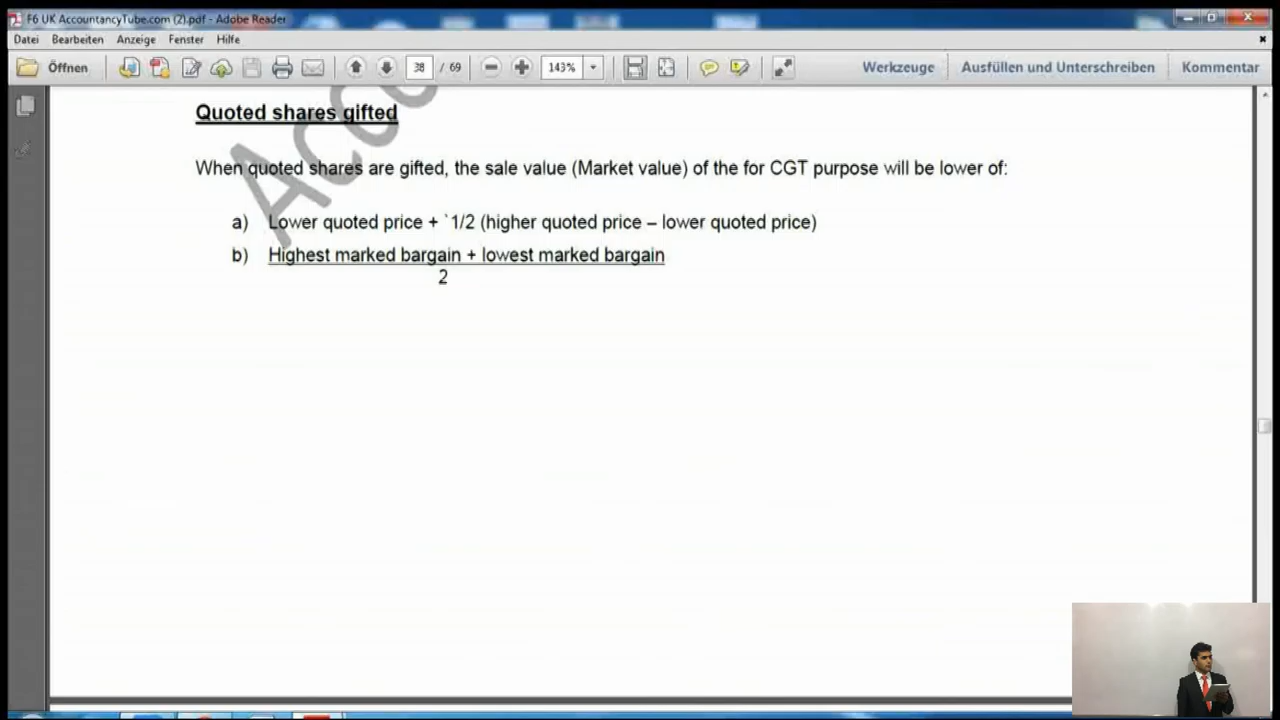 F6 UK AccountancyTube.com (2).pdf - Adobe Reader
Datei Bearbeiten Anzeige Fenster Hilfe
Öffnen 38 / 69 143% Werkzeuge Ausfüllen und Unterschreiben Kommentar
Quoted shares gifted
When quoted shares are gifted, the sale value (Market value) of the for CGT purpose will be lower of:
a) Lower quoted price + `1/2 (higher quoted price – lower quoted price)
b) Highest marked bargain + lowest marked bargain
2